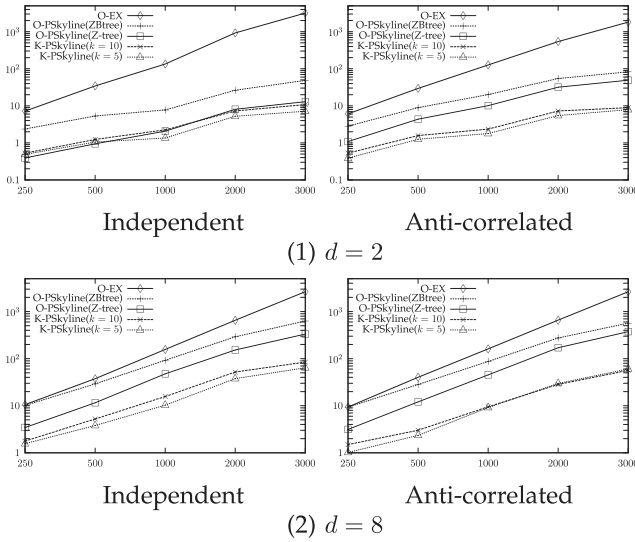 O-EX
O-PSkyline(ZBtree)
O-PSkyline(Z-tree)
K-PSkyline(k = 10)
K-PSkyline(k = 5)
10³
10²
10
1
0.1
250 500 1000 2000 3000
Independent
O-EX
O-PSkyline(ZBtree)
O-PSkyline(Z-tree)
K-PSkyline(k = 10)
K-PSkyline(k = 5)
10³
10²
10
1
0.1
250 500 1000 2000 3000
Anti-correlated
(1) d = 2
O-EX
O-PSkyline(ZBtree)
O-PSkyline(Z-tree)
K-PSkyline(k = 10)
K-PSkyline(k = 5)
10³
10²
10
1
250 500 1000 2000 3000
Independent
O-EX
O-PSkyline(ZBtree)
O-PSkyline(Z-tree)
K-PSkyline(k = 10)
K-PSkyline(k = 5)
10³
10²
10
1
250 500 1000 2000 3000
Anti-correlated
(2) d = 8